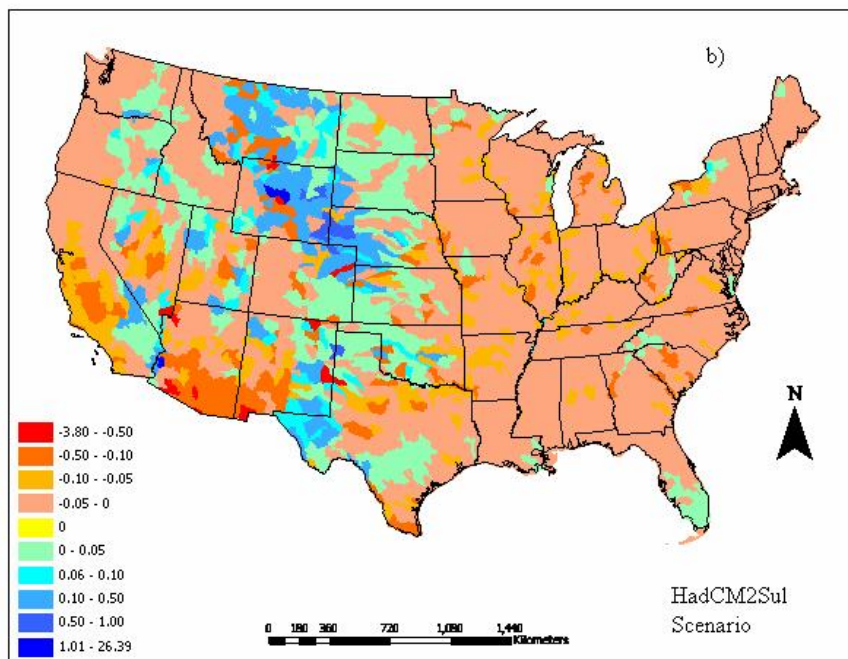 b)
N
-3.80 - -0.50
-0.50 - -0.10
-0.10 - -0.05
-0.05 - 0
0
0 - 0.05
0.06 - 0.10
0.10 - 0.50
0.50 - 1.00
1.01 - 26.39
0 180 360 720 1,080 1,440
Kilometers
HadCM2Sul
Scenario